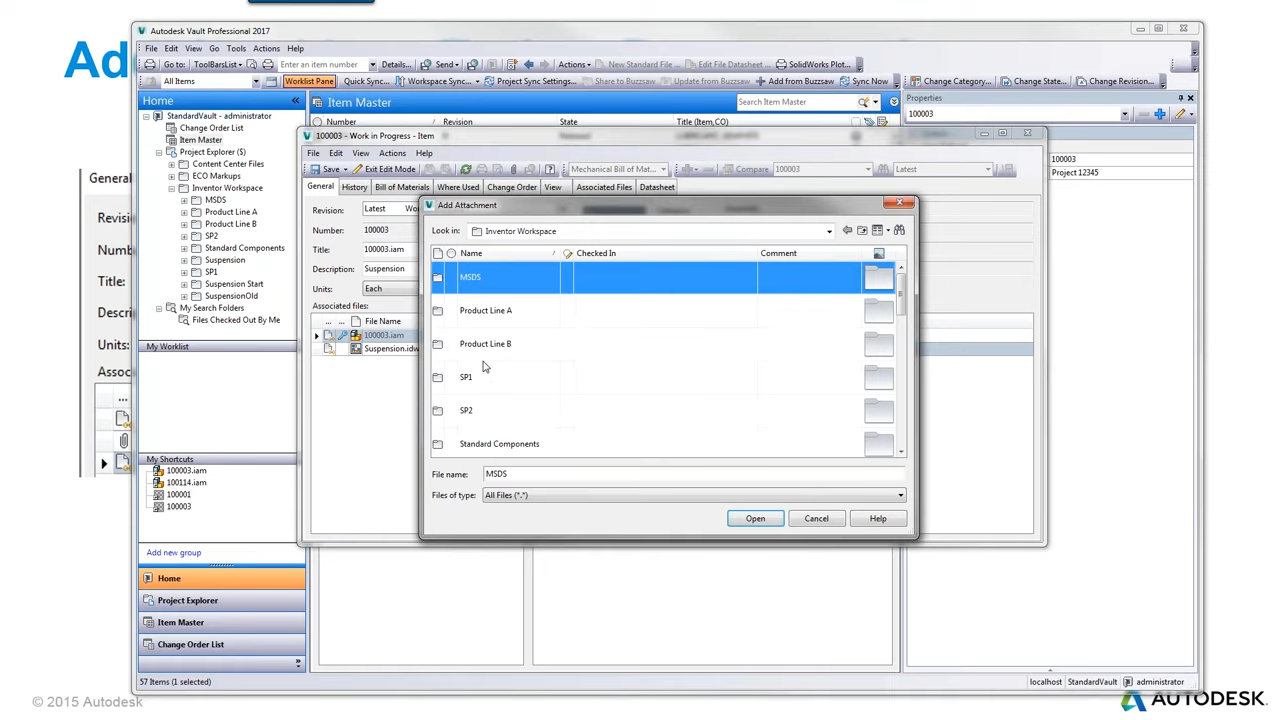 Ad
Autodesk Vault Professional 2017
File Edit View Go Tools Actions Help
Go to: ToolBarsList Enter an item number Details... Send Actions New Standard File... Edit File Datasheet... SolidWorks Plot...
All Items Worklist Pane Quick Sync... Workspace Sync... Project Sync Settings... Share to Buzzsaw Update from Buzzsaw Add from Buzzsaw Sync Now Change Category... Change State... Change Revision...
Home
StandardVault - administrator
Change Order List
Item Master
Project Explorer ($)
Content Center Files
ECO Markups
Inventor Workspace
MSDS
Product Line A
Product Line B
SP2
Standard Components
Suspension
SP1
Suspension Start
SuspensionOld
My Search Folders
Files Checked Out By Me
My Worklist
My Shortcuts
100003.iam
100114.iam
100001
100003
Add new group
Home
Project Explorer
Item Master
Change Order List
Item Master
Search Item Master
Number Revision State Title (Item,CO)
Properties
100003
100003
Project 12345
100003 - Work in Progress - Item
File Edit View Actions Help
Save Exit Edit Mode Mechanical Bill of Mat... Compare 100003 Latest
General History Bill of Materials Where Used Change Order View Associated Files Datasheet
Revision: Latest
Number: 100003
Title: 100003.iam
Description: Suspension
Units: Each
Associated files:
... ... File Name
100003.iam
Suspension.idw
Add Attachment
Look in: Inventor Workspace
Name / Checked In Comment
MSDS
Product Line A
Product Line B
SP1
SP2
Standard Components
File name: MSDS
Files of type: All Files (*.*)
Open Cancel Help
General
Revisi
Numb
Title:
Descri
Units:
Assoc
...
57 Items (1 selected)
localhost StandardVault administrator
© 2015 Autodesk
AUTODESK.